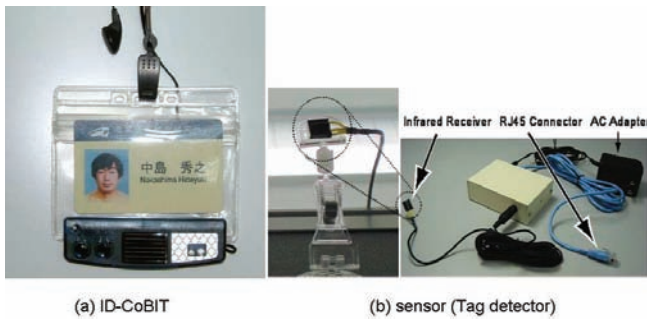 中島 秀之
Nakashima Hideyuki
Infrared Receiver RJ45 Connector AC Adapter
(a) ID-CoBIT
(b) sensor (Tag detector)